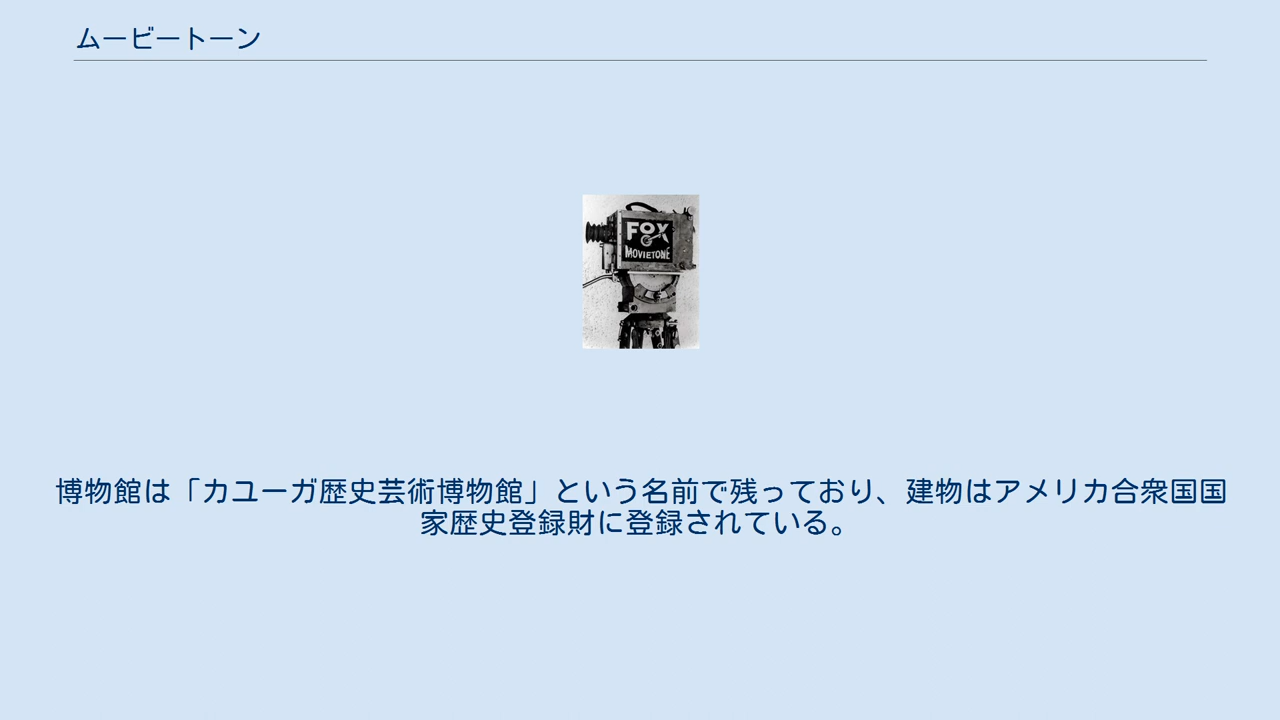 ムービートーン
FOX
MOVIETONE
博物館は「カユーガ歴史芸術博物館」という名前で残っており、建物はアメリカ合衆国国
家歴史登録財に登録されている。